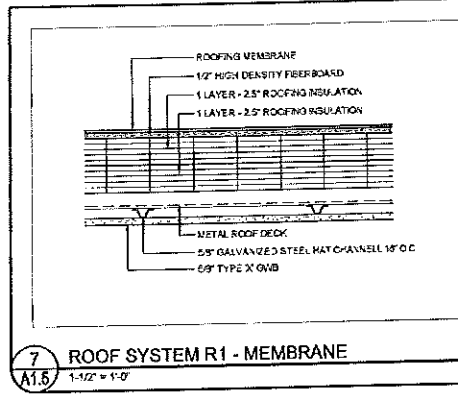 ROOFING MEMBRANE
1/2" HIGH DENSITY FIBERBOARD
1 LAYER - 2.5" ROOFING INSULATION
1 LAYER - 2.5" ROOFING INSULATION
METAL ROOF DECK
5/8" GALVANIZED STEEL HAT CHANNELL 16" O.C
5/8" TYPE 'X' GWB
7 ROOF SYSTEM R1 - MEMBRANE
A1.5 1-1/2" = 1'-0"